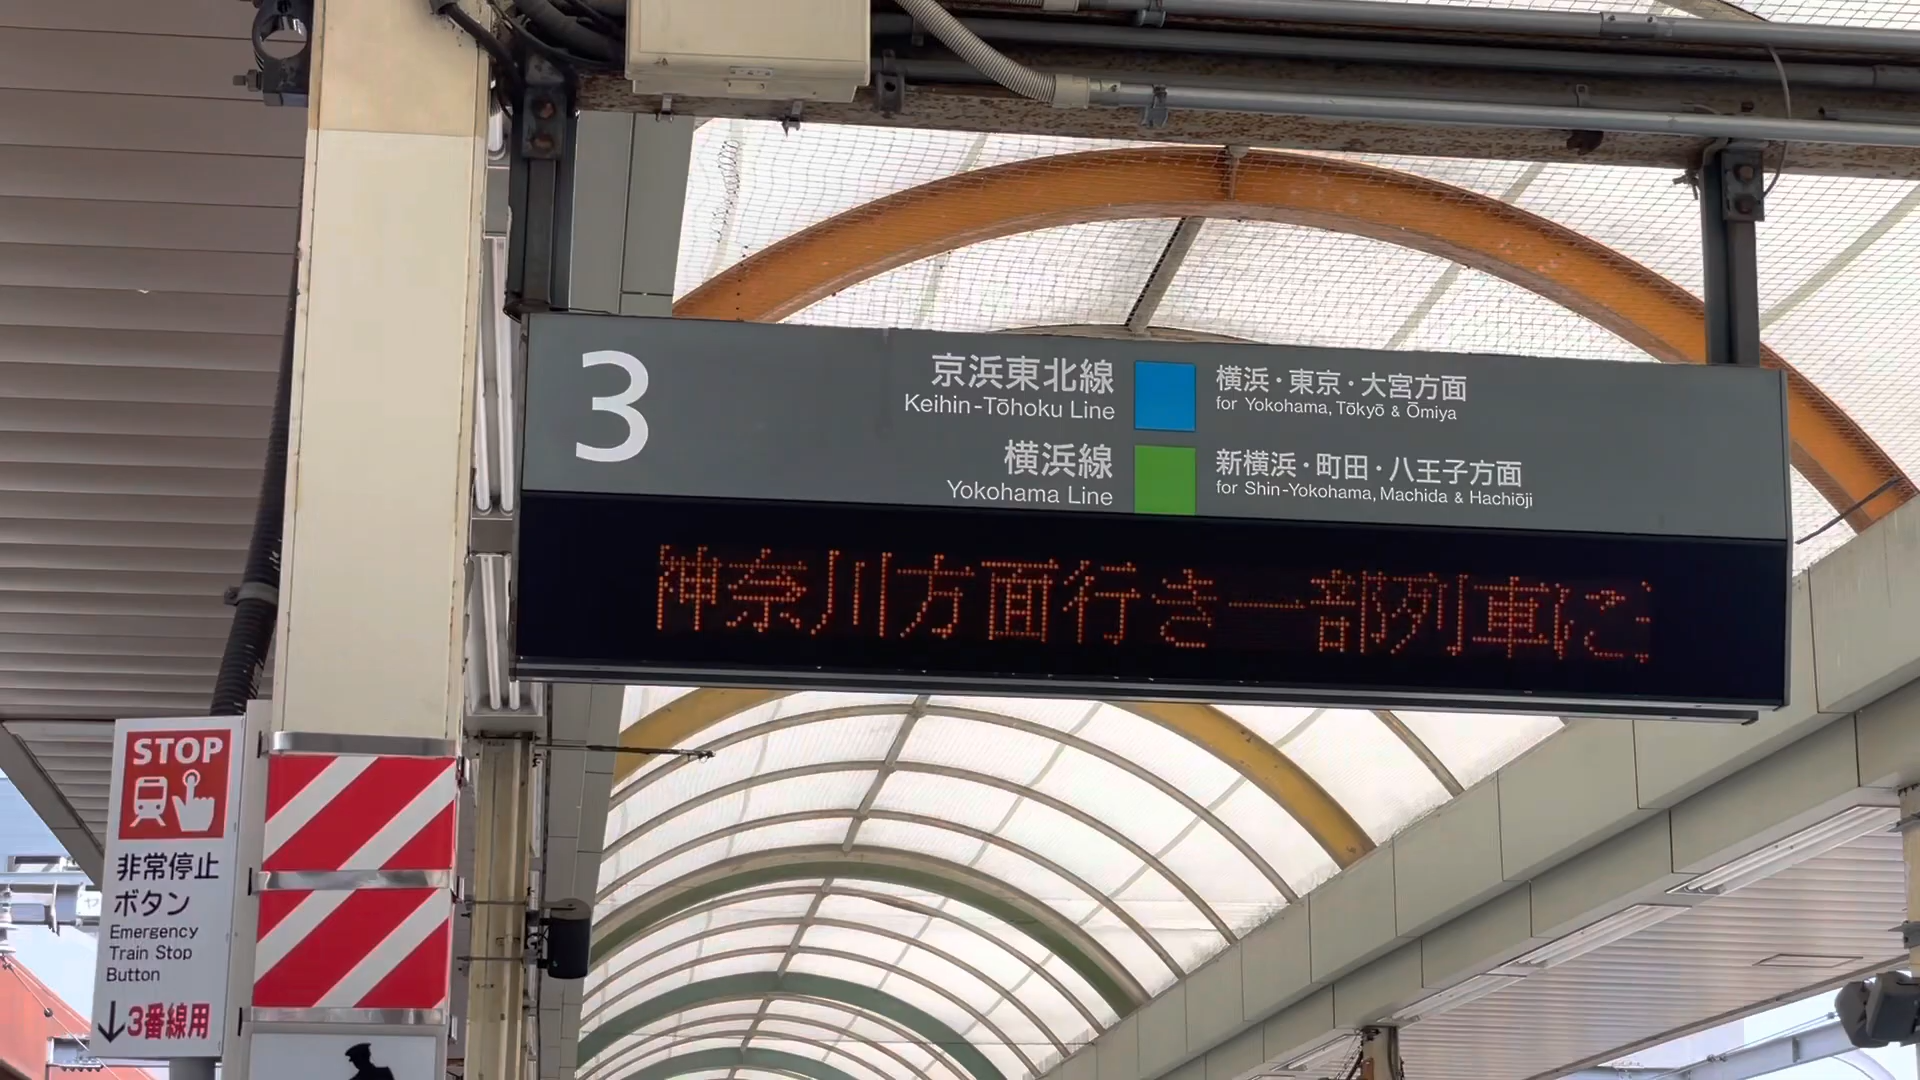 3
京浜東北線
Keihin-Tōhoku Line
横浜・東京・大宮方面
for Yokohama, Tōkyō & Ōmiya
横浜線
Yokohama Line
新横浜・町田・八王子方面
for Shin-Yokohama, Machida & Hachiōji
神奈川方面行き一部列車に
STOP
非常停止
ボタン
Emergency
Train Stop
Button
↓3番線用